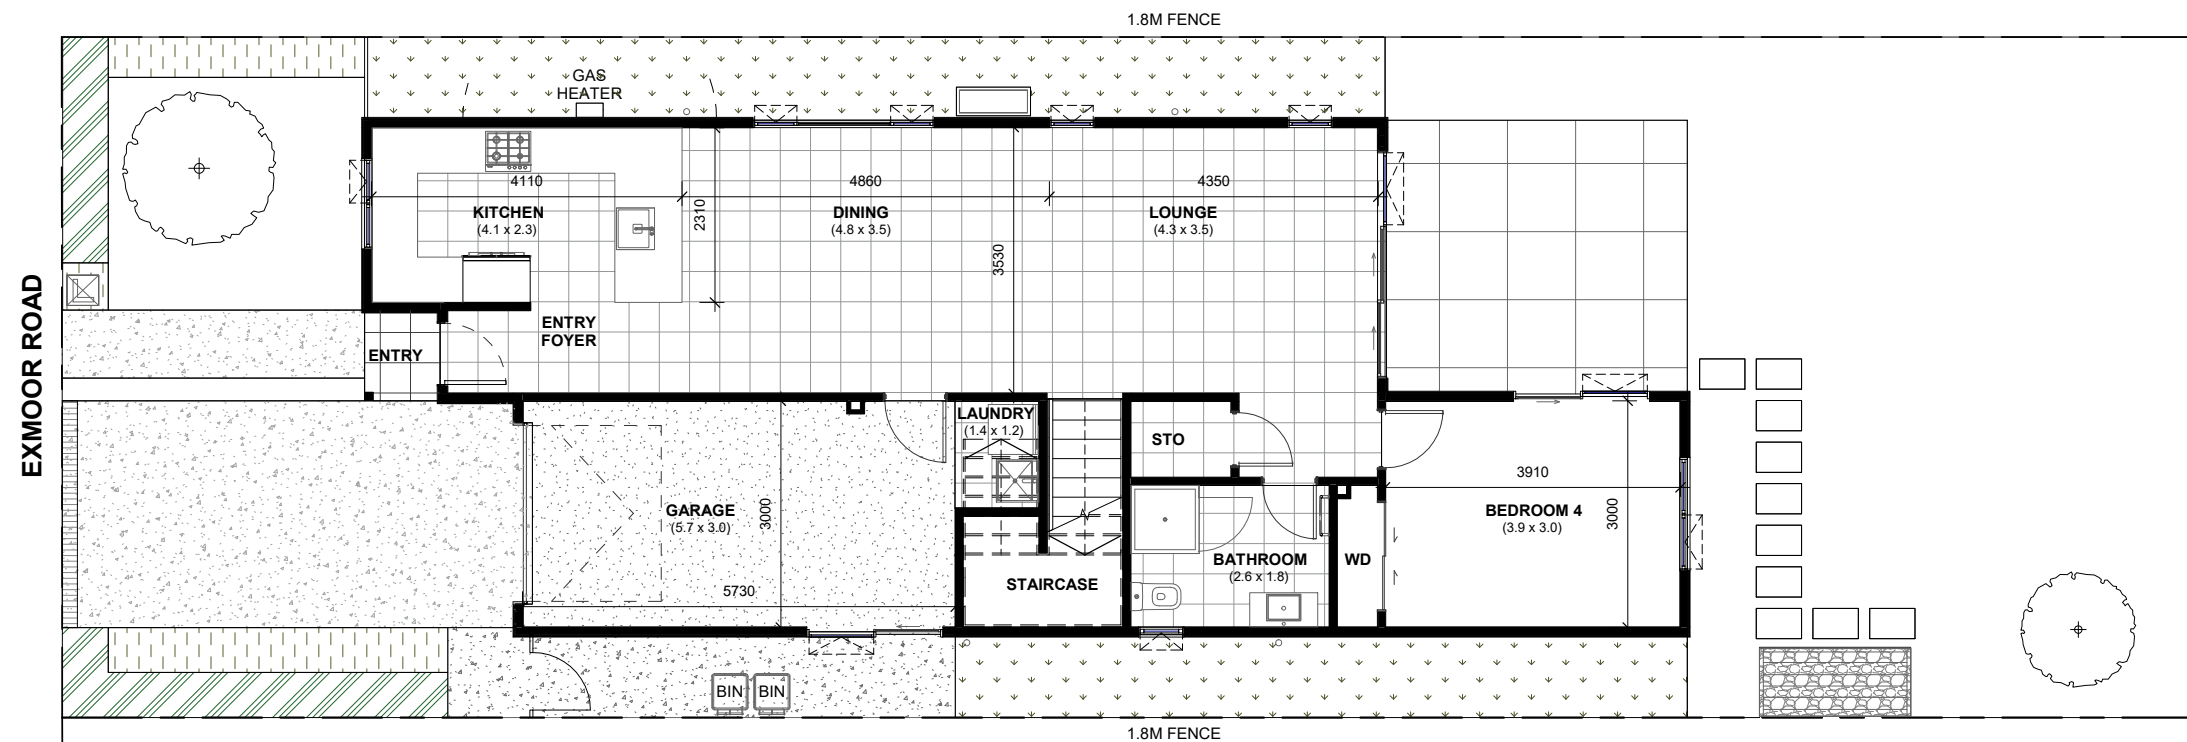 1.8M FENCE
GAS
HEATER
4110
4860
4350
KITCHEN
(4.1 x 2.3)
2310
DINING
(4.8 x 3.5)
LOUNGE
(4.3 x 3.5)
3530
EXMOOR ROAD
ENTRY
FOYER
ENTRY
LAUNDRY
(1.4 x 1.2)
STO
3910
GARAGE
(5.7 x 3.0)
3000
BEDROOM 4
(3.9 x 3.0)
3000
BATHROOM
(2.6 x 1.8)
WD
STAIRCASE
5730
BIN
BIN
1.8M FENCE